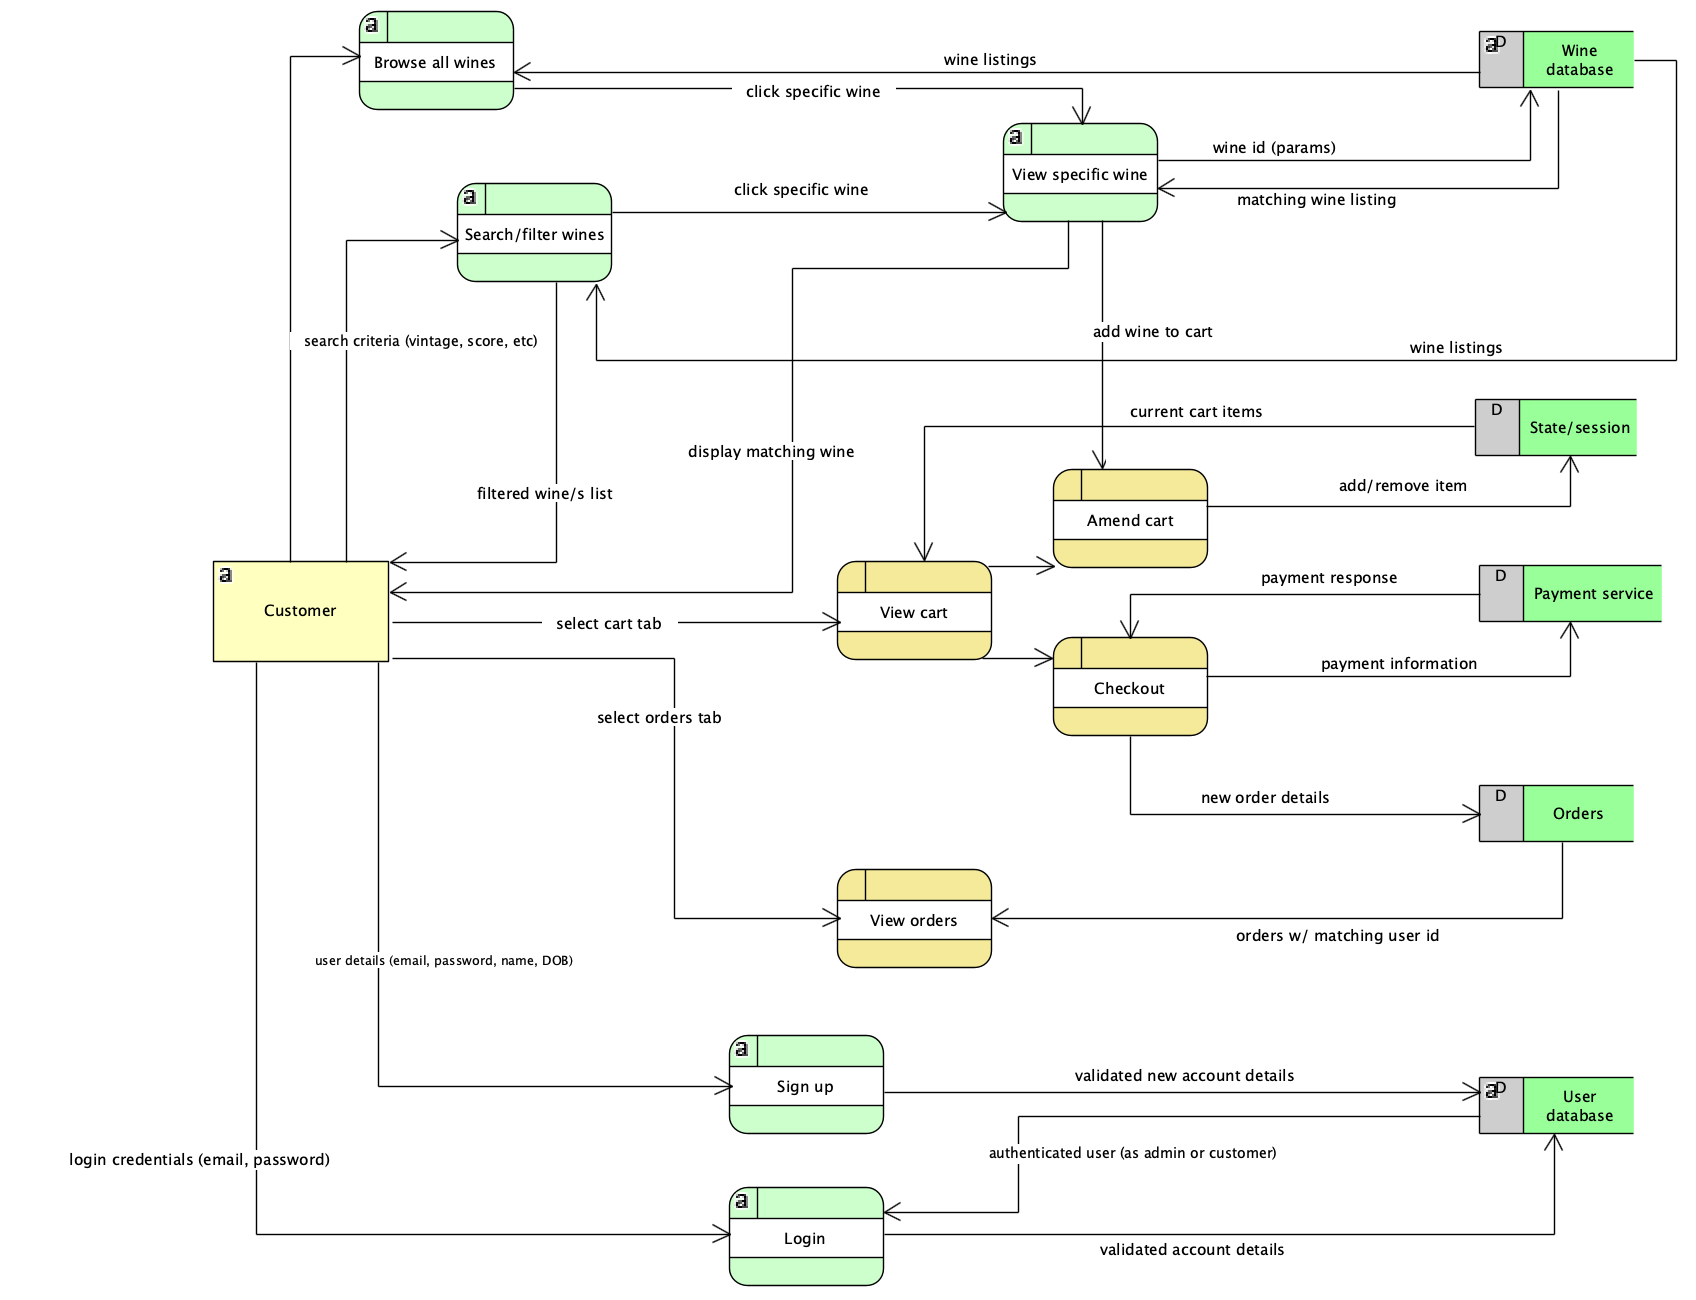 a
Browse all wines
wine listings
a
D
Wine
database
click specific wine
a
View specific wine
wine id (params)
matching wine listing
a
Search/filter wines
click specific wine
search criteria (vintage, score, etc)
add wine to cart
wine listings
current cart items
D
State/session
display matching wine
filtered wine/s list
add/remove item
Amend cart
a
Customer
payment response
D
Payment service
View cart
select cart tab
payment information
Checkout
select orders tab
new order details
D
Orders
View orders
orders w/ matching user id
user details (email, password, name, DOB)
a
Sign up
validated new account details
a
D
User
database
authenticated user (as admin or customer)
login credentials (email, password)
a
Login
validated account details